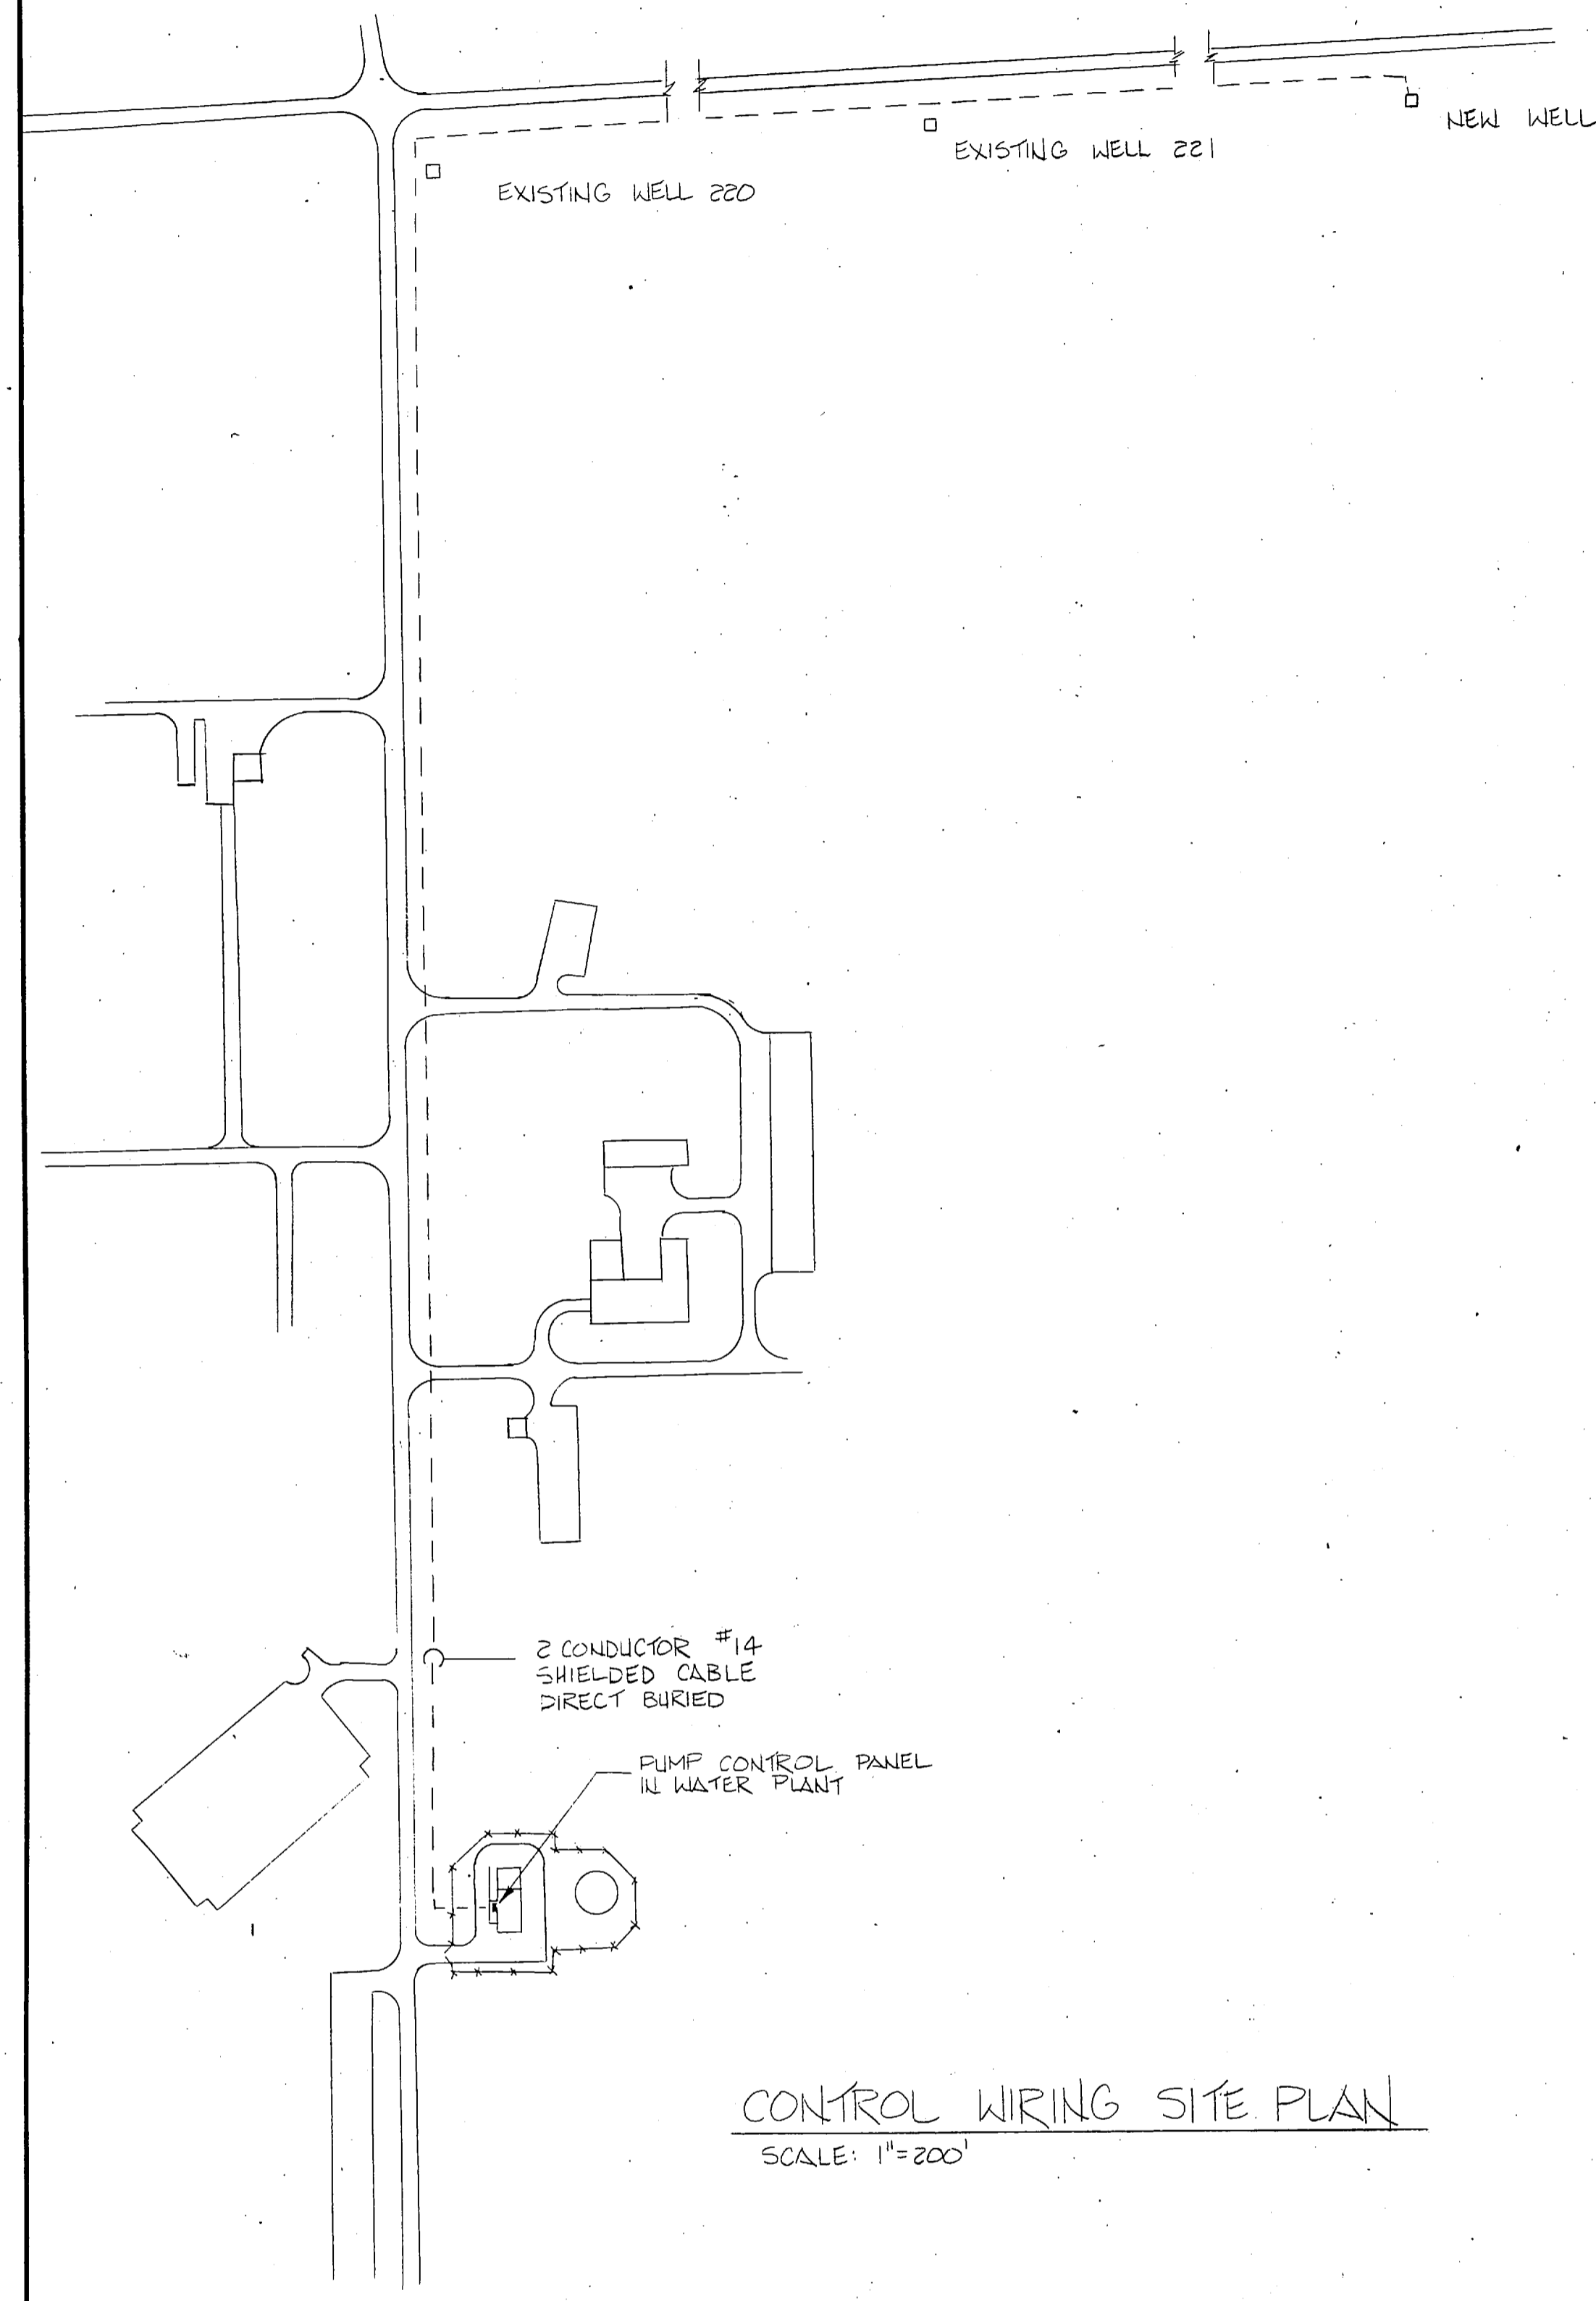 NEW WELL
EXISTING WELL 221
EXISTING WELL 220
2 CONDUCTOR #14
SHIELDED CABLE
DIRECT BURIED
PUMP CONTROL PANEL
IN WATER PLANT
CONTROL WIRING SITE PLAN
SCALE: 1"=200'